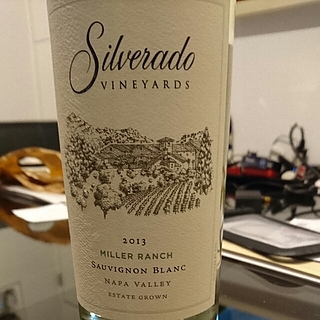 Silverado
VINEYARDS
2013
MILLER RANCH
SAUVIGNON BLANC
NAPA VALLEY
ESTATE GROWN